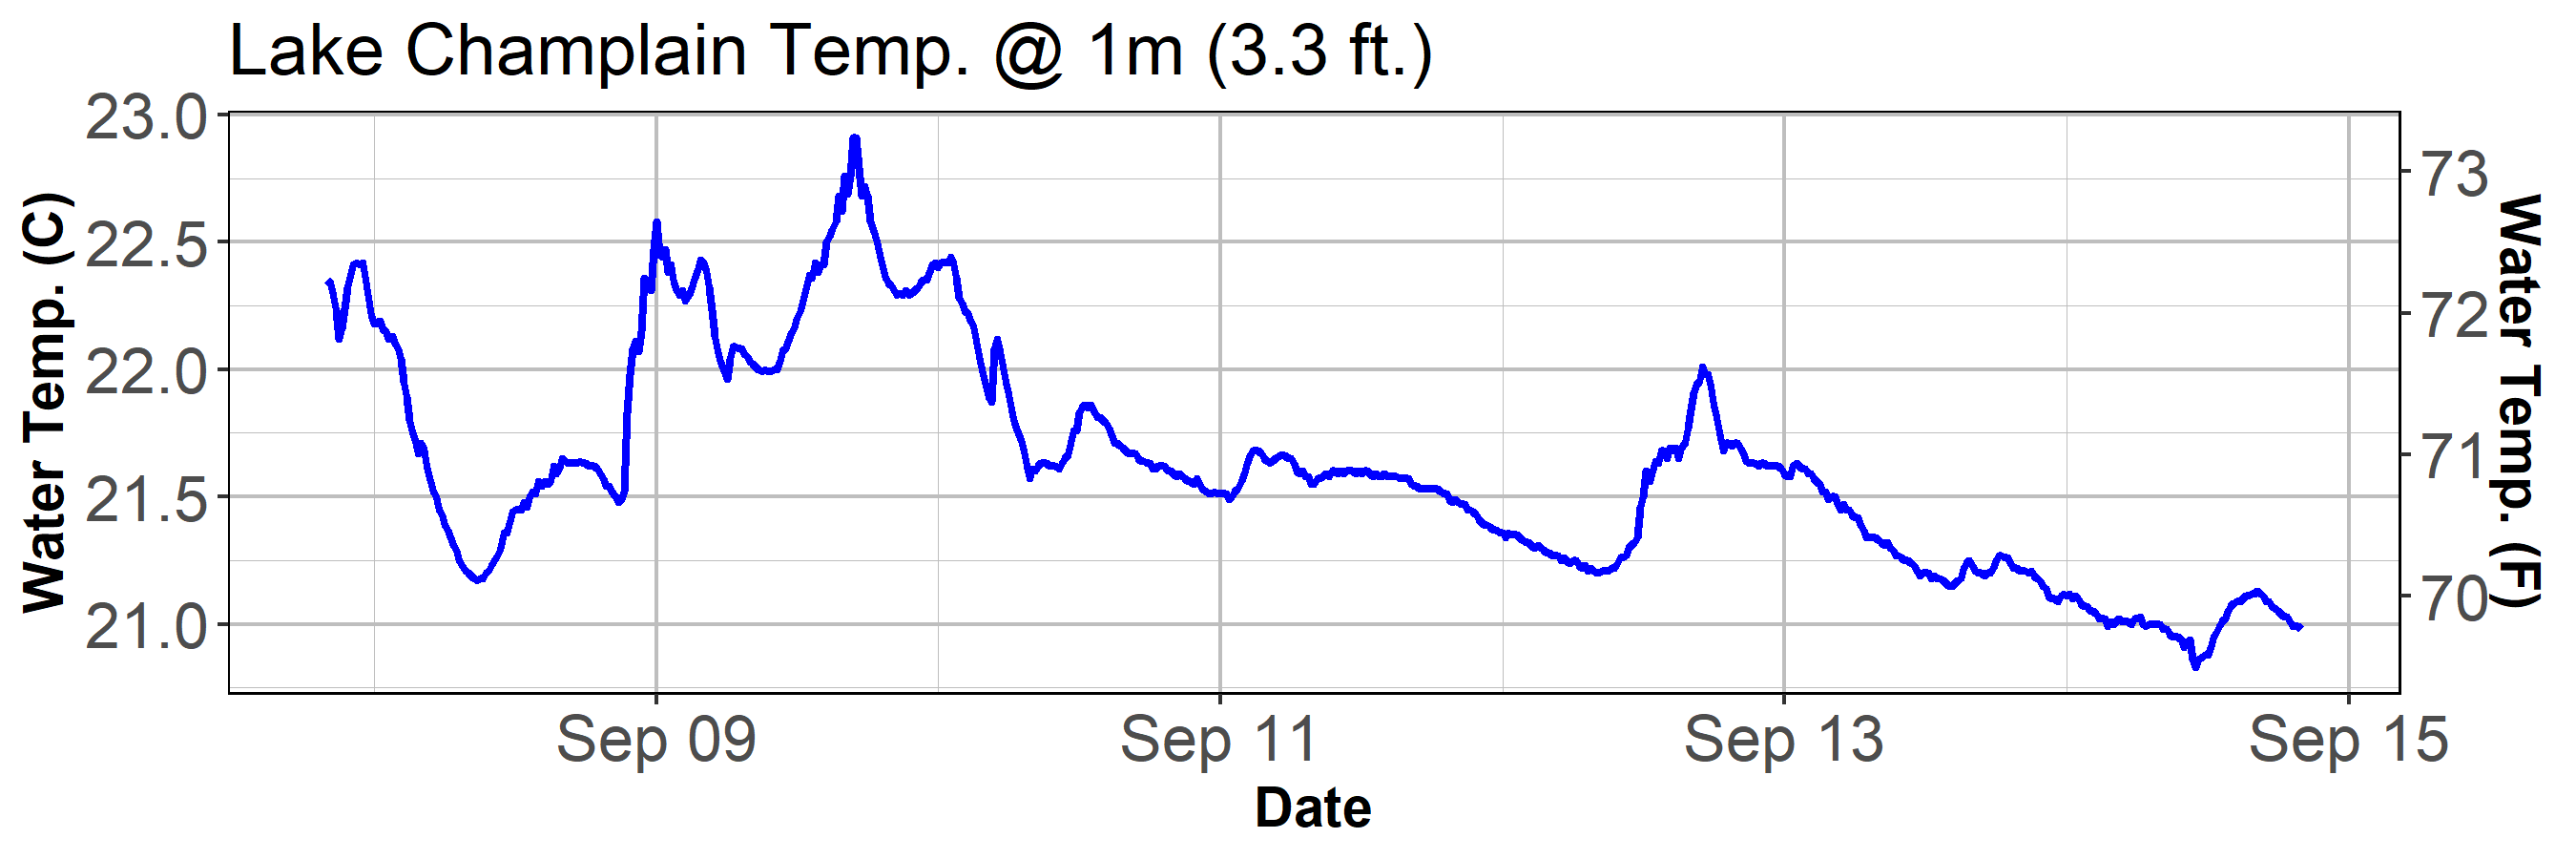 Lake Champlain Temp. @ 1m (3.3 ft.)
Water Temp. (C)
23.0
22.5
22.0
21.5
21.0
73
72
71
70
Water Temp. (F)
Sep 09
Sep 11
Sep 13
Sep 15
Date